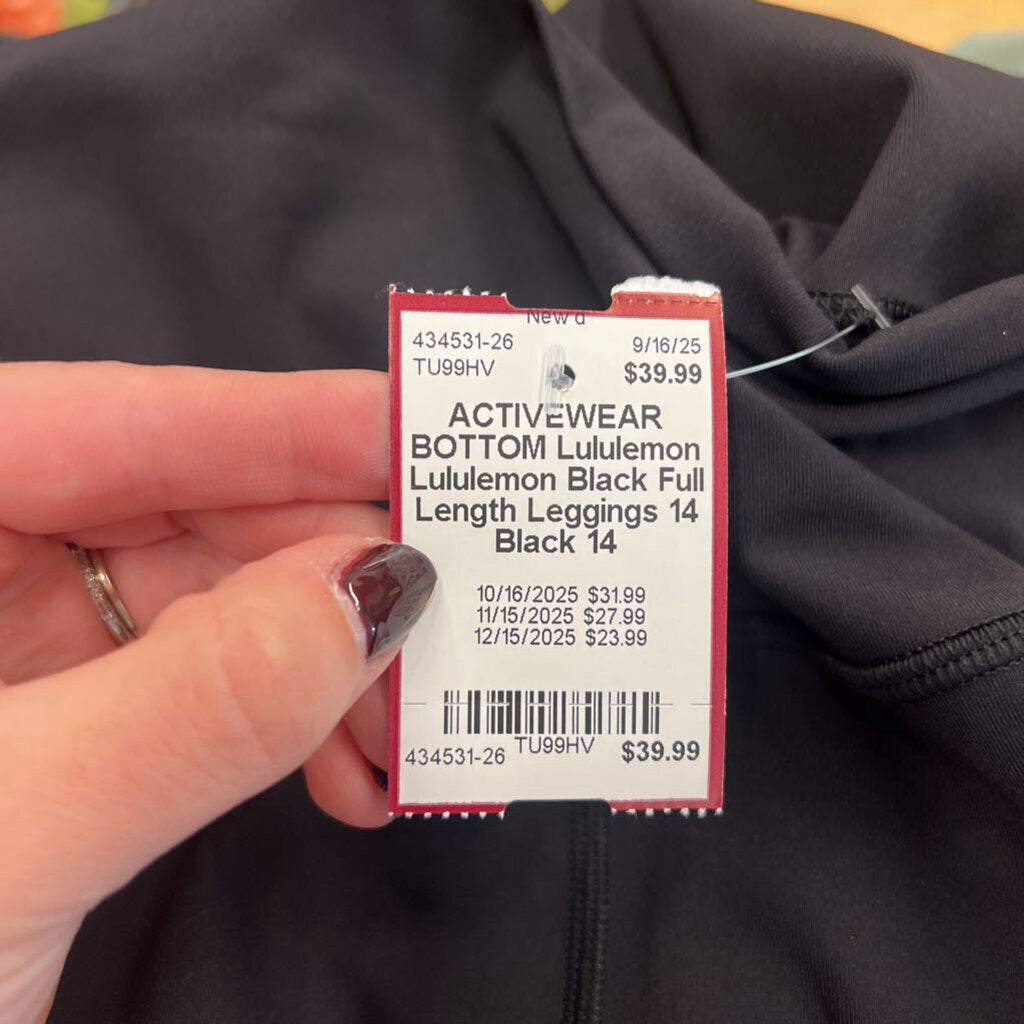 New d
434531-26 9/16/25
TU99HV $39.99
ACTIVEWEAR
BOTTOM Lululemon
Lululemon Black Full
Length Leggings 14
Black 14
10/16/2025 $31.99
11/15/2025 $27.99
12/15/2025 $23.99
434531-26 TU99HV $39.99